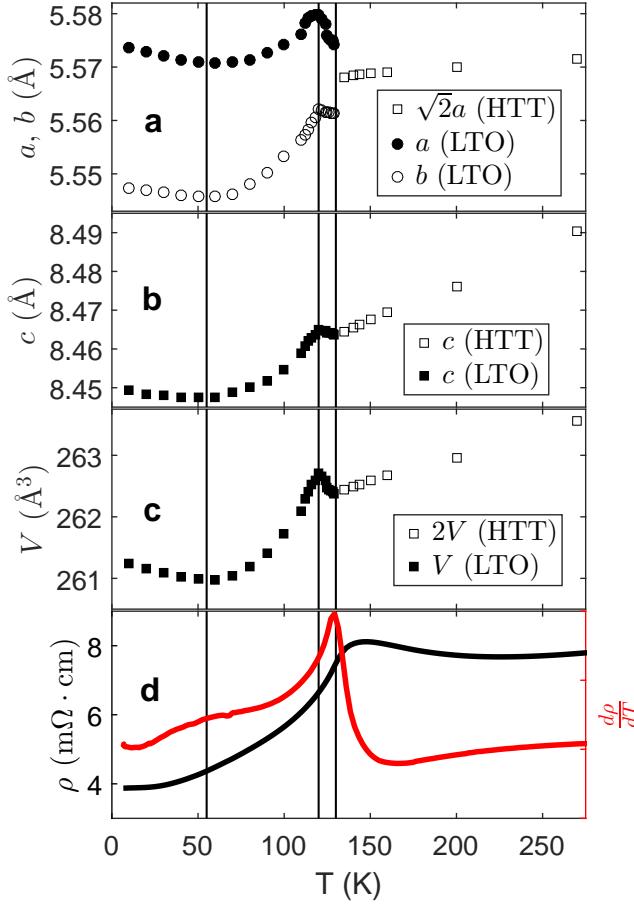 5.58
5.57
5.56
5.55
a, b (Å)
a
√2a (HTT)
a (LTO)
b (LTO)
8.49
8.48
8.47
8.46
8.45
c (Å)
b
c (HTT)
c (LTO)
263
262
261
V (Å³)
c
2V (HTT)
V (LTO)
8
6
4
ρ (mΩ · cm)
d
dρ
dT
0 50 100 150 200 250
T (K)